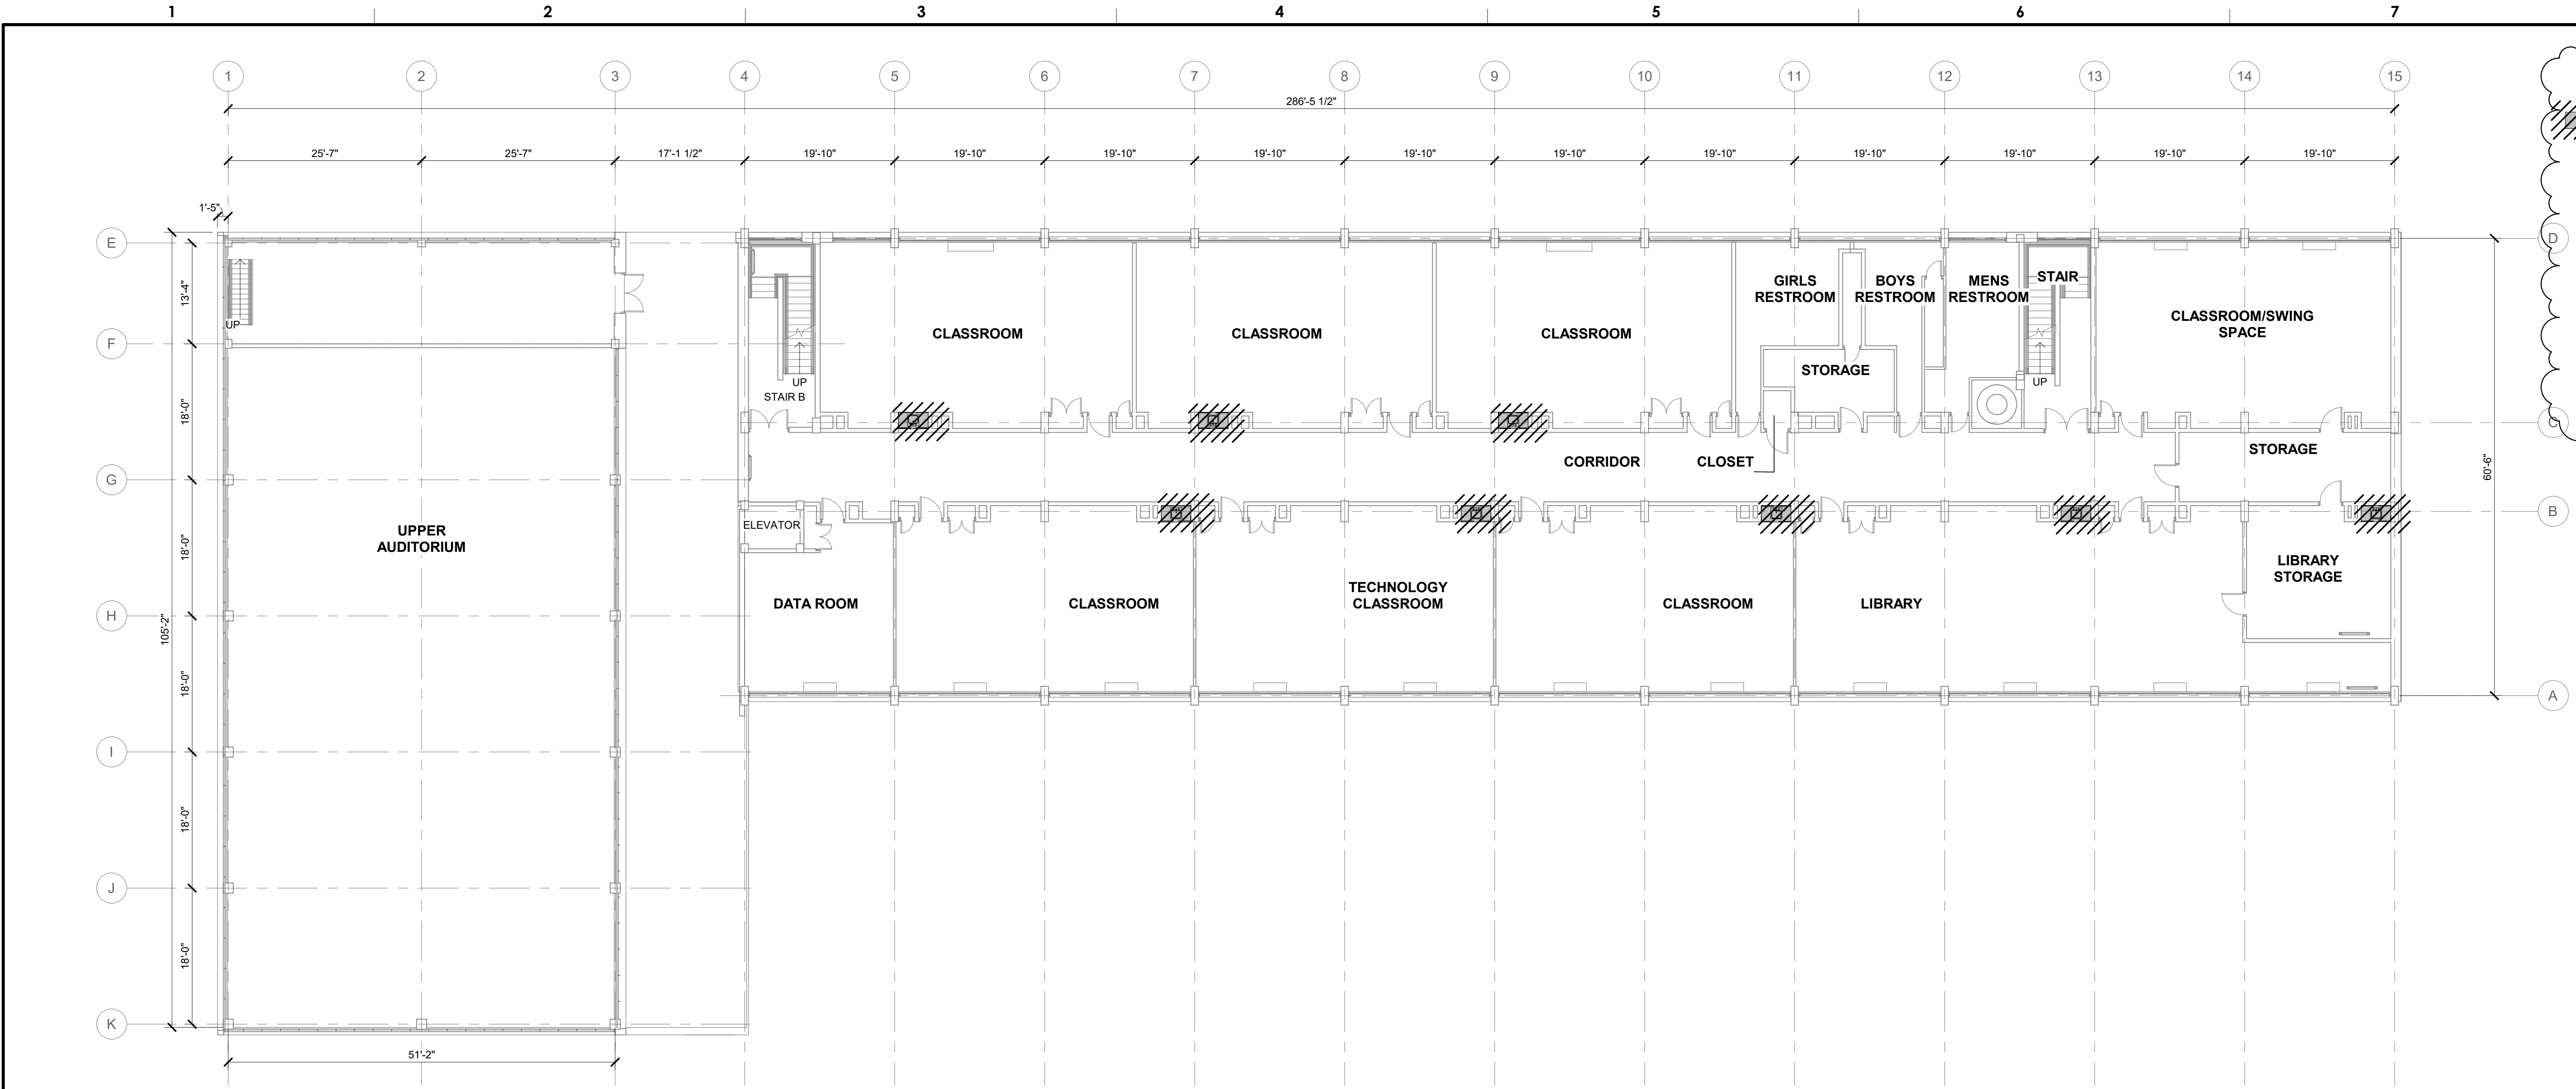 1 2 3 4 5 6 7
1 2 3 4 5 6 7 8 9 10 11 12 13 14 15
286'-5 1/2"
25'-7" 25'-7" 17'-1 1/2" 19'-10" 19'-10" 19'-10" 19'-10" 19'-10" 19'-10" 19'-10" 19'-10" 19'-10" 19'-10" 19'-10"
1'-5"
E
D
GIRLS
RESTROOM
BOYS
RESTROOM
MENS
RESTROOM
STAIR
13'-4"
UP
CLASSROOM
CLASSROOM
CLASSROOM
CLASSROOM/SWING
SPACE
F
STORAGE
UP
STAIR B
UP
18'-0"
C
STORAGE
CORRIDOR
CLOSET
60'-6"
G
B
ELEVATOR
UPPER
AUDITORIUM
18'-0"
LIBRARY
STORAGE
DATA ROOM
CLASSROOM
TECHNOLOGY
CLASSROOM
CLASSROOM
LIBRARY
H
105'-2"
18'-0"
A
I
18'-0"
J
18'-0"
K
51'-2"